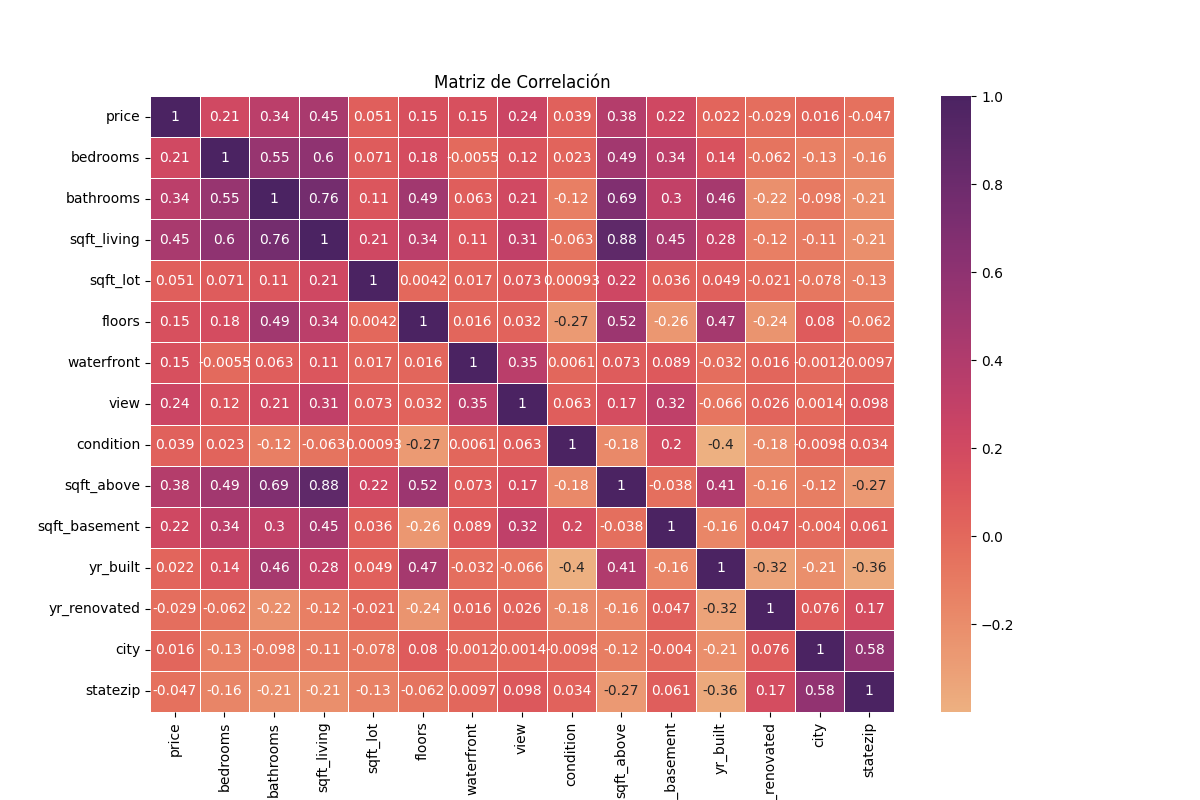 Matriz de Correlación
price 1 0.21 0.34 0.45 0.051 0.15 0.15 0.24 0.039 0.38 0.22 0.022 -0.029 0.016 -0.047
bedrooms 0.21 1 0.55 0.6 0.071 0.18 -0.0055 0.12 0.023 0.49 0.34 0.14 -0.062 -0.13 -0.16
bathrooms 0.34 0.55 1 0.76 0.11 0.49 0.063 0.21 -0.12 0.69 0.3 0.46 -0.22 -0.098 -0.21
sqft_living 0.45 0.6 0.76 1 0.21 0.34 0.11 0.31 -0.063 0.88 0.45 0.28 -0.12 -0.11 -0.21
sqft_lot 0.051 0.071 0.11 0.21 1 0.0042 0.017 0.073 0.00093 0.22 0.036 0.049 -0.021 -0.078 -0.13
floors 0.15 0.18 0.49 0.34 0.0042 1 0.016 0.032 -0.27 0.52 -0.26 0.47 -0.24 0.08 -0.062
waterfront 0.15 -0.0055 0.063 0.11 0.017 0.016 1 0.35 0.0061 0.073 0.089 -0.032 0.016 -0.0012 0.0097
view 0.24 0.12 0.21 0.31 0.073 0.032 0.35 1 0.063 0.17 0.32 -0.066 0.026 0.0014 0.098
condition 0.039 0.023 -0.12 -0.063 0.00093 -0.27 0.0061 0.063 1 -0.18 0.2 -0.4 -0.18 -0.0098 0.034
sqft_above 0.38 0.49 0.69 0.88 0.22 0.52 0.073 0.17 -0.18 1 -0.038 0.41 -0.16 -0.12 -0.27
sqft_basement 0.22 0.34 0.3 0.45 0.036 -0.26 0.089 0.32 0.2 -0.038 1 -0.16 0.047 -0.004 0.061
yr_built 0.022 0.14 0.46 0.28 0.049 0.47 -0.032 -0.066 -0.4 0.41 -0.16 1 -0.32 -0.21 -0.36
yr_renovated -0.029 -0.062 -0.22 -0.12 -0.021 -0.24 0.016 0.026 -0.18 -0.16 0.047 -0.32 1 0.076 0.17
city 0.016 -0.13 -0.098 -0.11 -0.078 0.08 -0.0012 0.0014 -0.0098 -0.12 -0.004 -0.21 0.076 1 0.58
statezip -0.047 -0.16 -0.21 -0.21 -0.13 -0.062 0.0097 0.098 0.034 -0.27 0.061 -0.36 0.17 0.58 1
price bedrooms bathrooms sqft_living sqft_lot floors waterfront view condition sqft_above _basement yr_built _renovated city statezip
1.0
0.8
0.6
0.4
0.2
0.0
−0.2